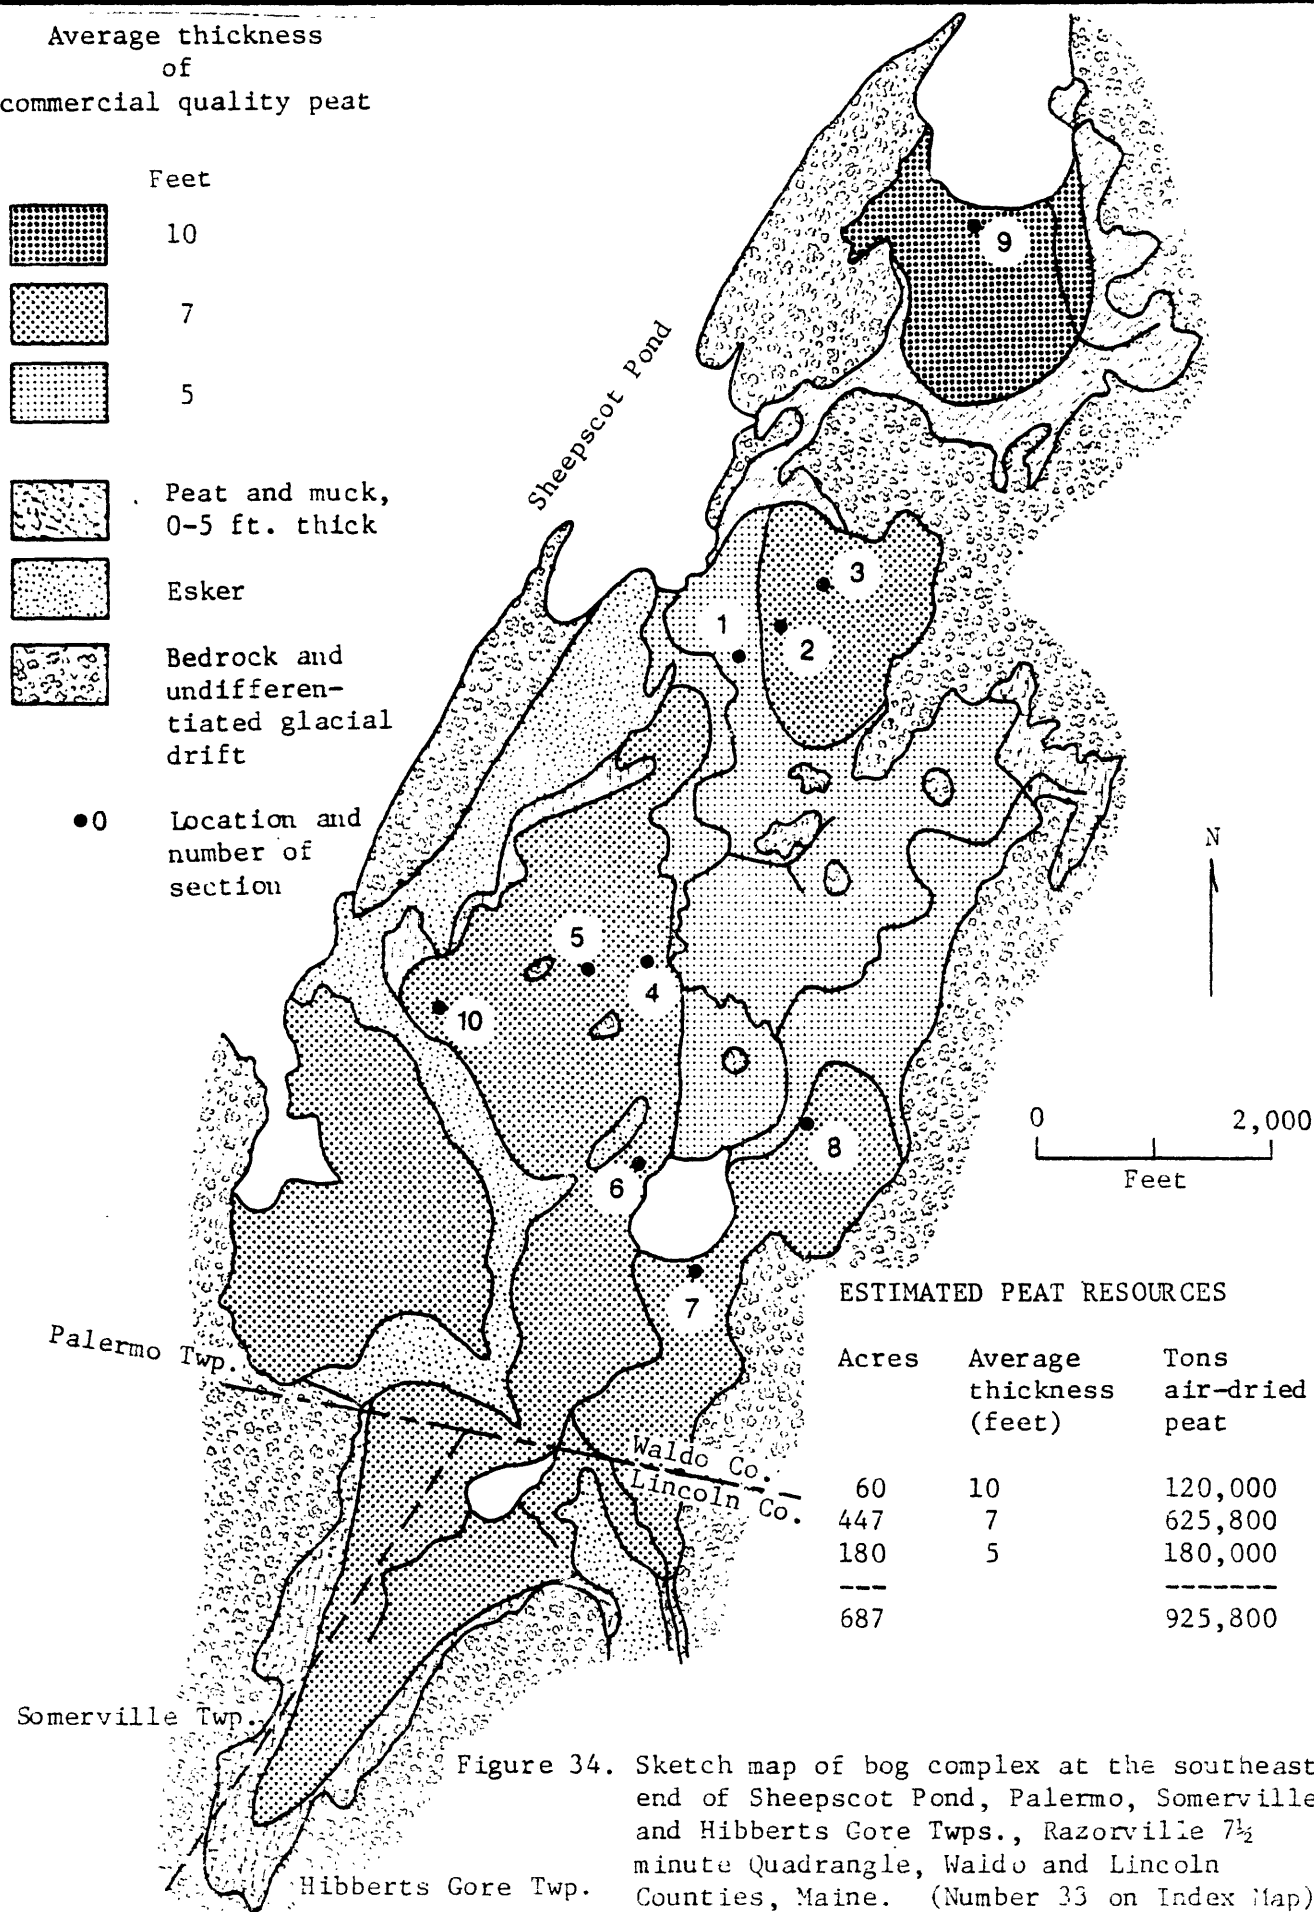 Average thickness
of
commercial quality peat
Feet
10
7
5
Peat and muck,
0-5 ft. thick
Esker
Bedrock and
undifferen-
tiated glacial
drift
●0 Location and
number of
section
Sheepscot Pond
9
3
1
2
5
4
10
8
6
7
N
0 2,000
Feet
Palermo Twp.
Waldo Co.
Lincoln Co.
Somerville Twp.
Hibberts Gore Twp.
ESTIMATED PEAT RESOURCES
Acres Average Tons
thickness air-dried
(feet) peat
60 10 120,000
447 7 625,800
180 5 180,000
--- -------
687 925,800
Figure 34. Sketch map of bog complex at the southeast
end of Sheepscot Pond, Palermo, Somerville
and Hibberts Gore Twps., Razorville 7½
minute Quadrangle, Waldo and Lincoln
Counties, Maine. (Number 33 on Index Map)